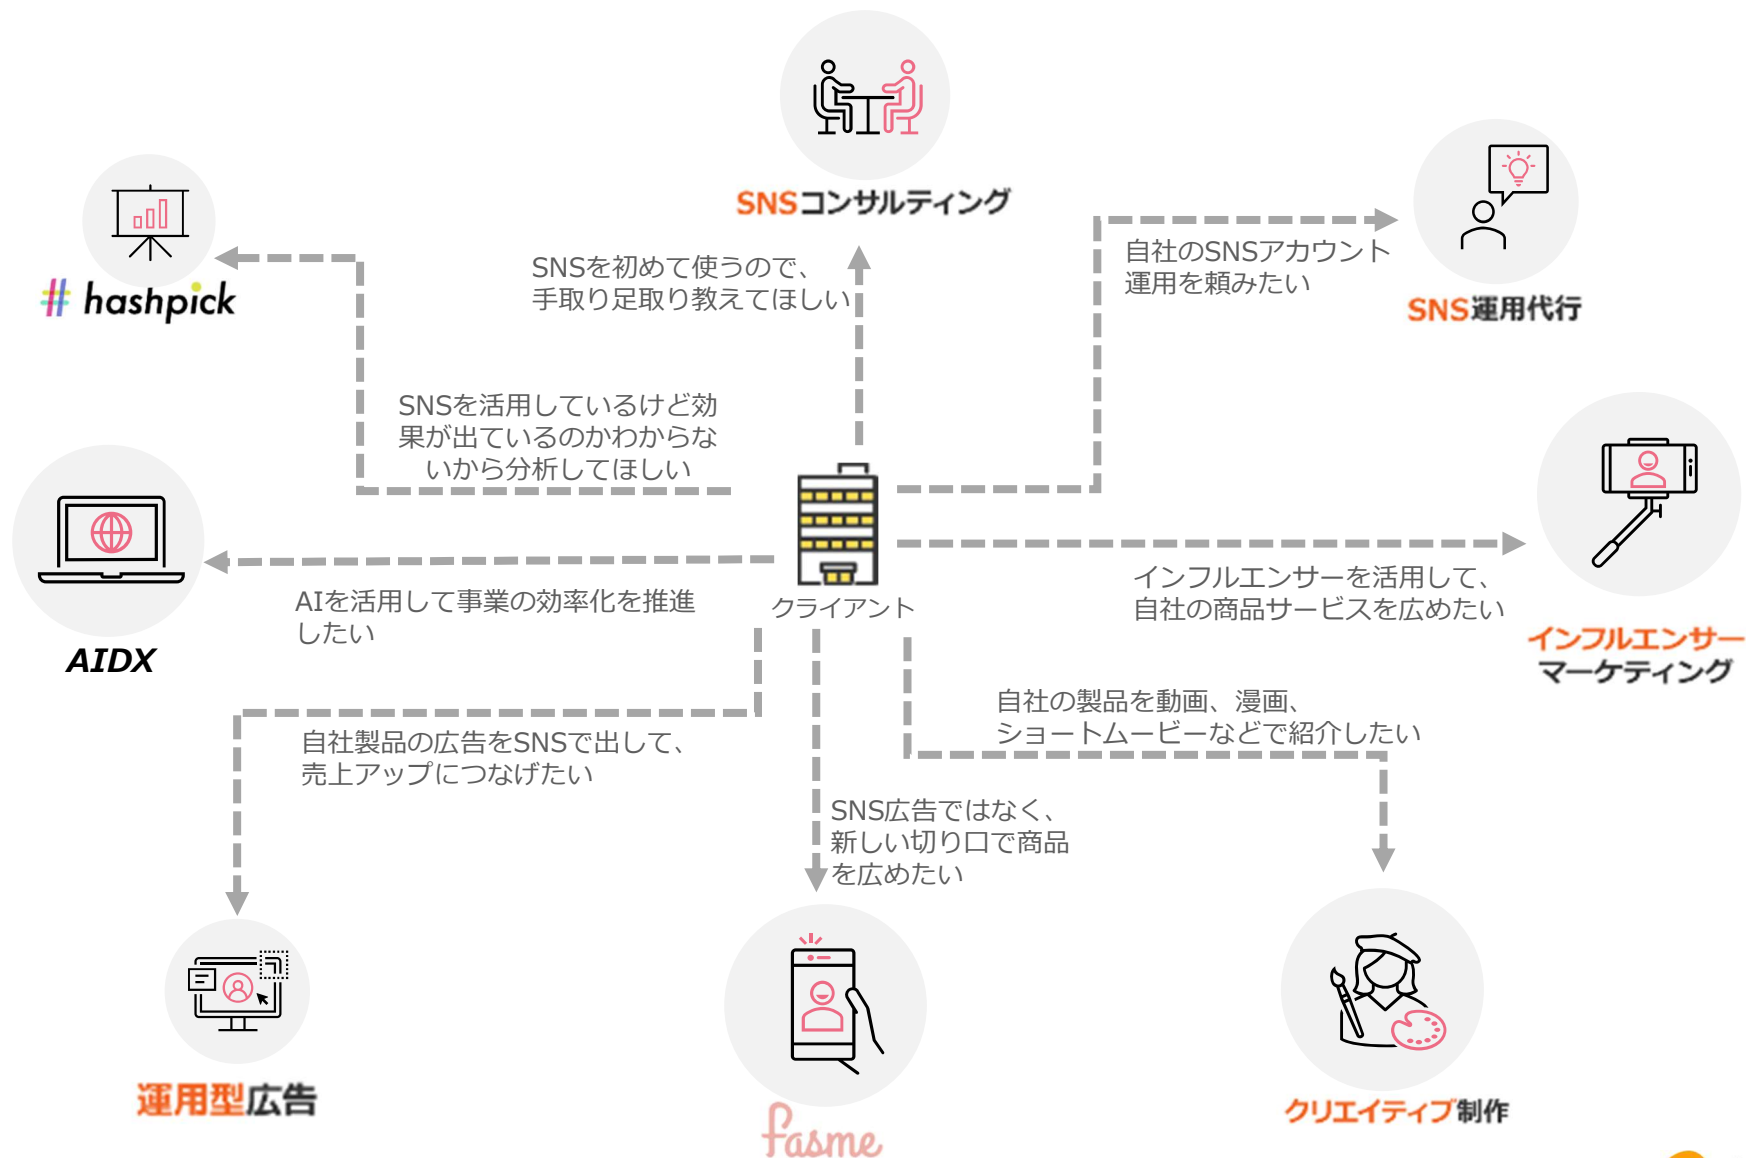 SNSコンサルティング
# hashpick
SNSを初めて使うので、
手取り足取り教えてほしい
自社のSNSアカウント
運用を頼みたい
SNS運用代行
SNSを活用しているけど効
果が出ているのかわからな
いから分析してほしい
AIDX
AIを活用して事業の効率化を推進
したい
クライアント
インフルエンサーを活用して、
自社の商品サービスを広めたい
インフルエンサー
マーケティング
自社製品の広告をSNSで出して、
売上アップにつなげたい
自社の製品を動画、漫画、
ショートムービーなどで紹介したい
SNS広告ではなく、
新しい切り口で商品
を広めたい
運用型広告
fasme
クリエイティブ制作